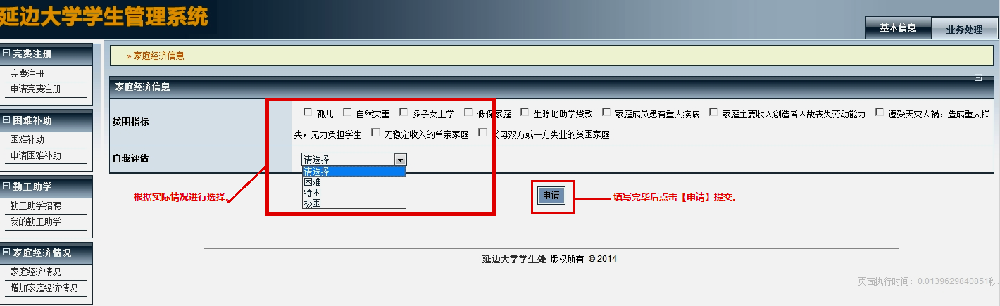 延边大学学生管理系统
基本信息 业务处理
完费注册
完费注册
申请完费注册
困难补助
困难补助
申请困难补助
勤工助学
勤工助学招聘
我的勤工助学
家庭经济情况
家庭经济情况
增加家庭经济情况
» 家庭经济信息
家庭经济信息
贫困指标
孤儿 自然灾害 多子女上学 低保家庭 生源地助学贷款 家庭成员患有重大疾病 家庭主要收入创造者因故丧失劳动能力 遭受天灾人祸，造成重大损
失，无力负担学生 无稳定收入的单亲家庭 父母双方或一方失业的贫困家庭
自我评估
请选择
请选择
困难
特困
极困
根据实际情况进行选择。
申请
填写完毕后点击【申请】提交。
延边大学学生处 版权所有 © 2014
页面执行时间：0.0139629840851秒.